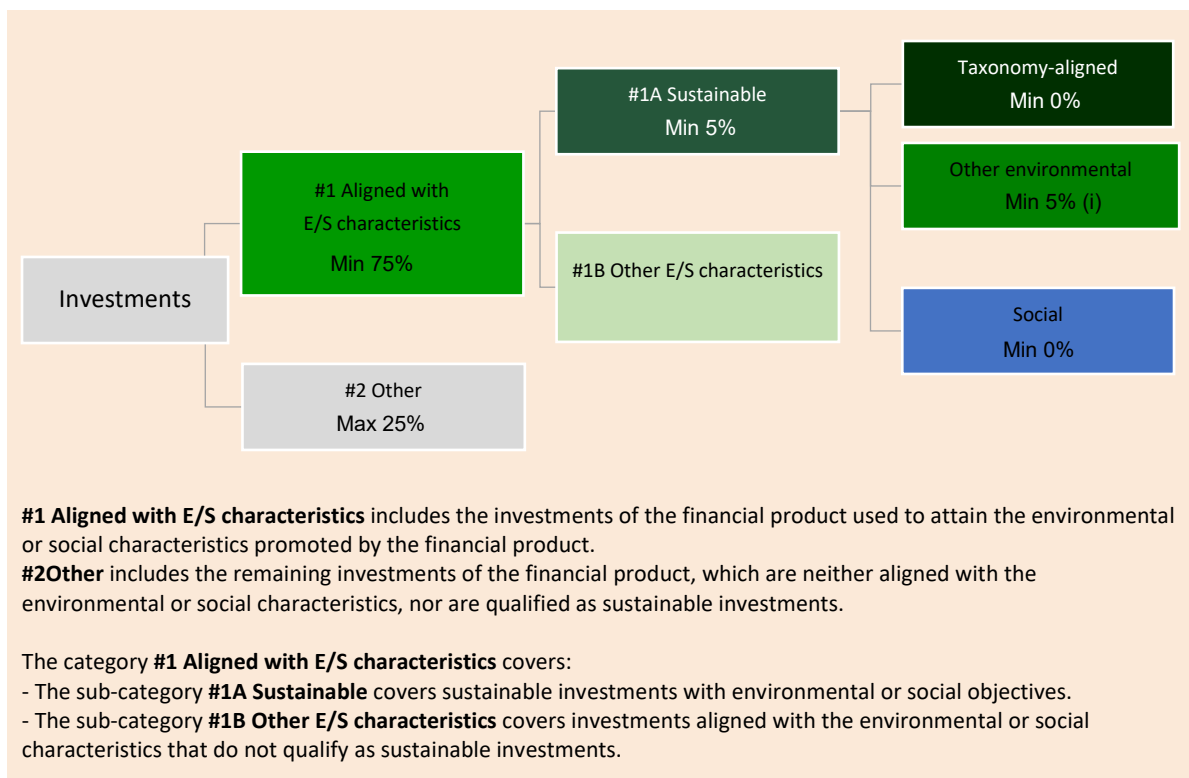 Investments
#1 Aligned with
E/S characteristics
Min 75%
#2 Other
Max 25%
#1A Sustainable
Min 5%
#1B Other E/S characteristics
Taxonomy-aligned
Min 0%
Other environmental
Min 5% (i)
Social
Min 0%
#1 Aligned with E/S characteristics includes the investments of the financial product used to attain the environmental
or social characteristics promoted by the financial product.
#2Other includes the remaining investments of the financial product, which are neither aligned with the
environmental or social characteristics, nor are qualified as sustainable investments.
The category #1 Aligned with E/S characteristics covers:
- The sub-category #1A Sustainable covers sustainable investments with environmental or social objectives.
- The sub-category #1B Other E/S characteristics covers investments aligned with the environmental or social
characteristics that do not qualify as sustainable investments.